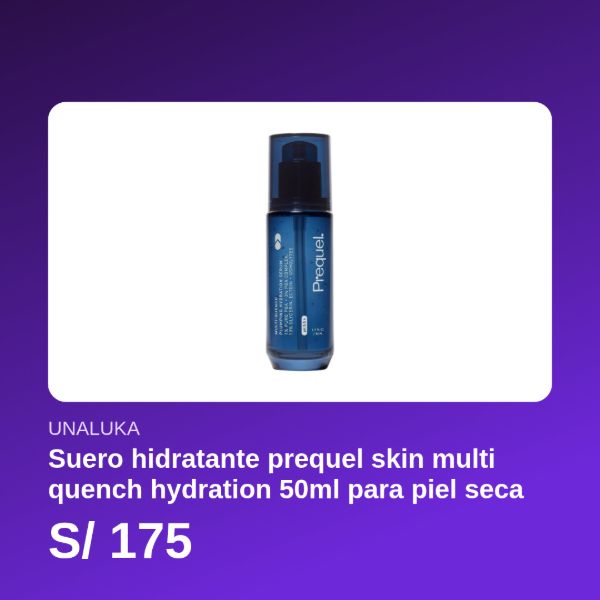 Prequel.
UNALUKA
Suero hidratante prequel skin multi
quench hydration 50ml para piel seca
S/ 175